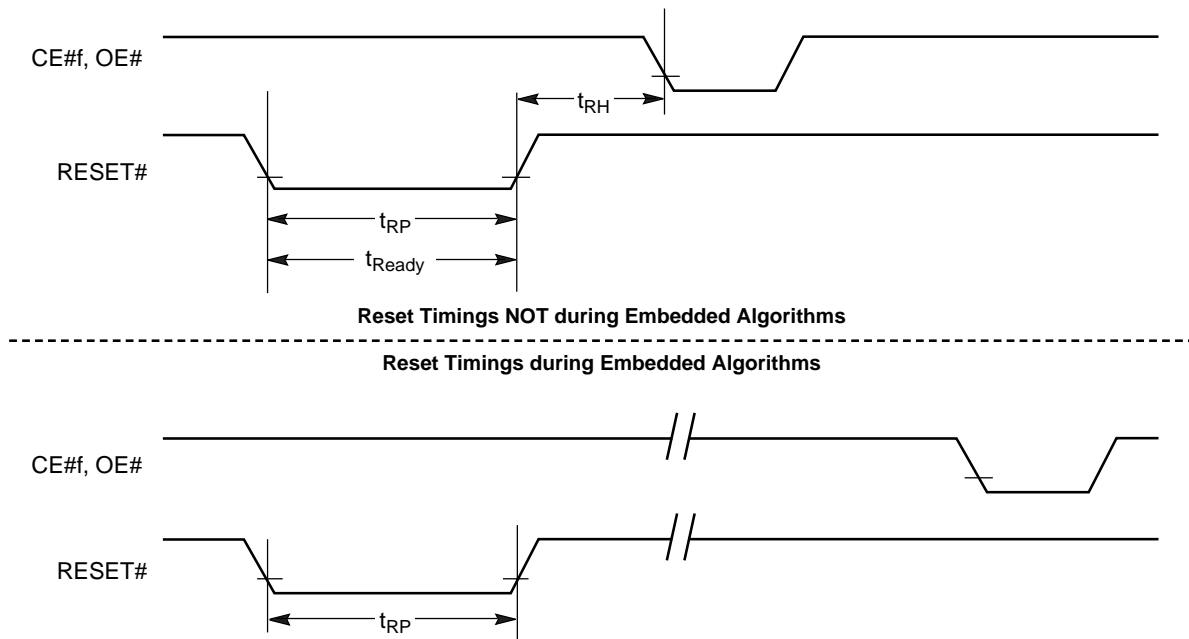 CE#f, OE#
tRH
RESET#
tRP
tReady
Reset Timings NOT during Embedded Algorithms
Reset Timings during Embedded Algorithms
CE#f, OE#
RESET#
tRP